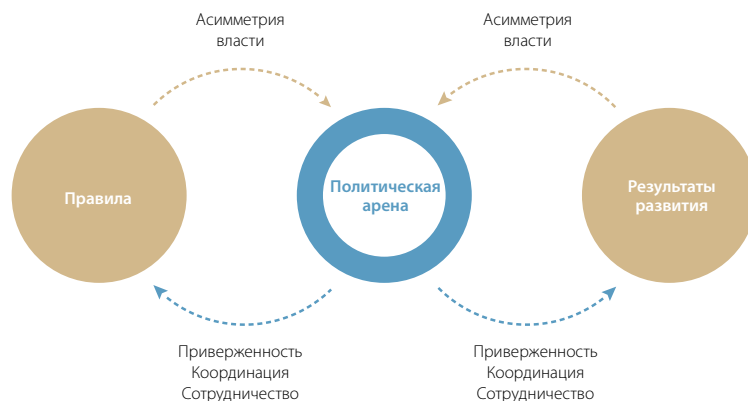 Асимметрия
власти
Асимметрия
власти
Правила
Политическая
арена
Результаты
развития
Приверженность
Координация
Сотрудничество
Приверженность
Координация
Сотрудничество